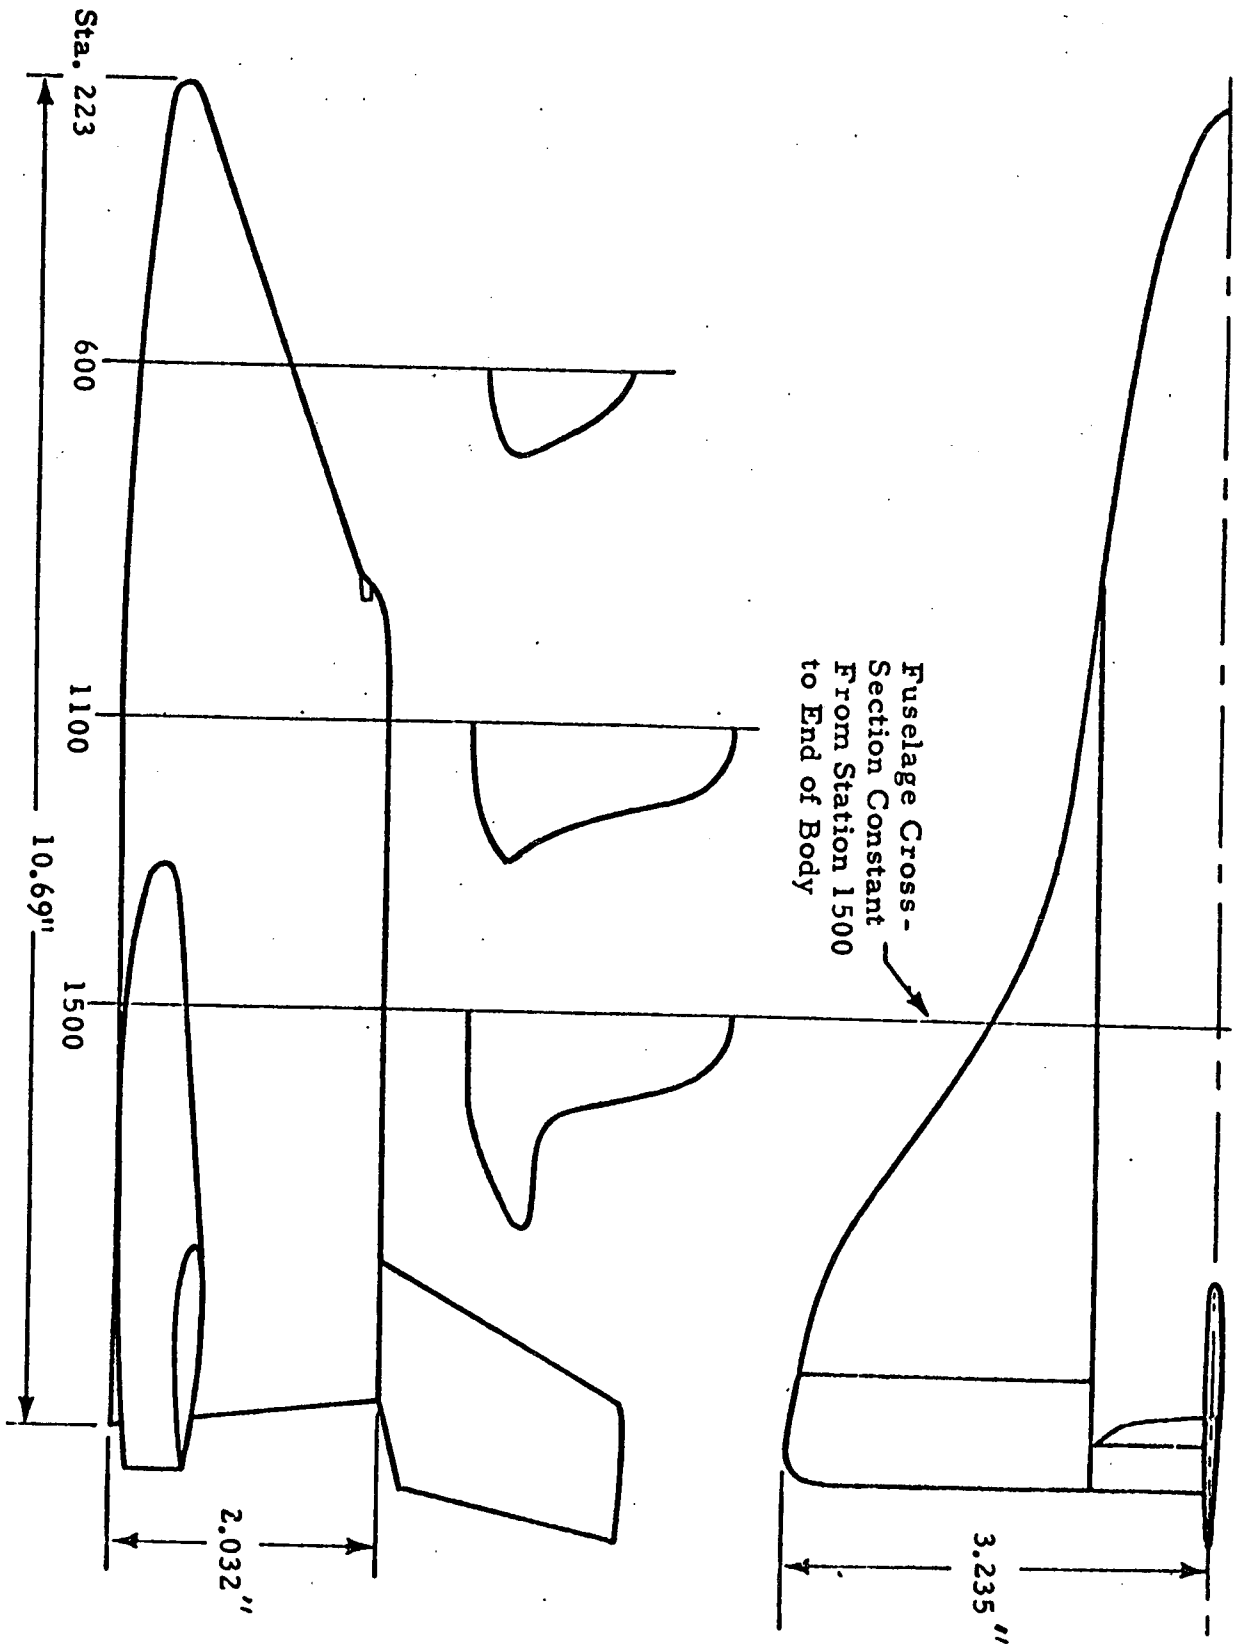 Fuselage Cross-
Section Constant
From Station 1500
to End of Body
3.235"
Sta. 223
600
1100
1500
2.032"
10.69"